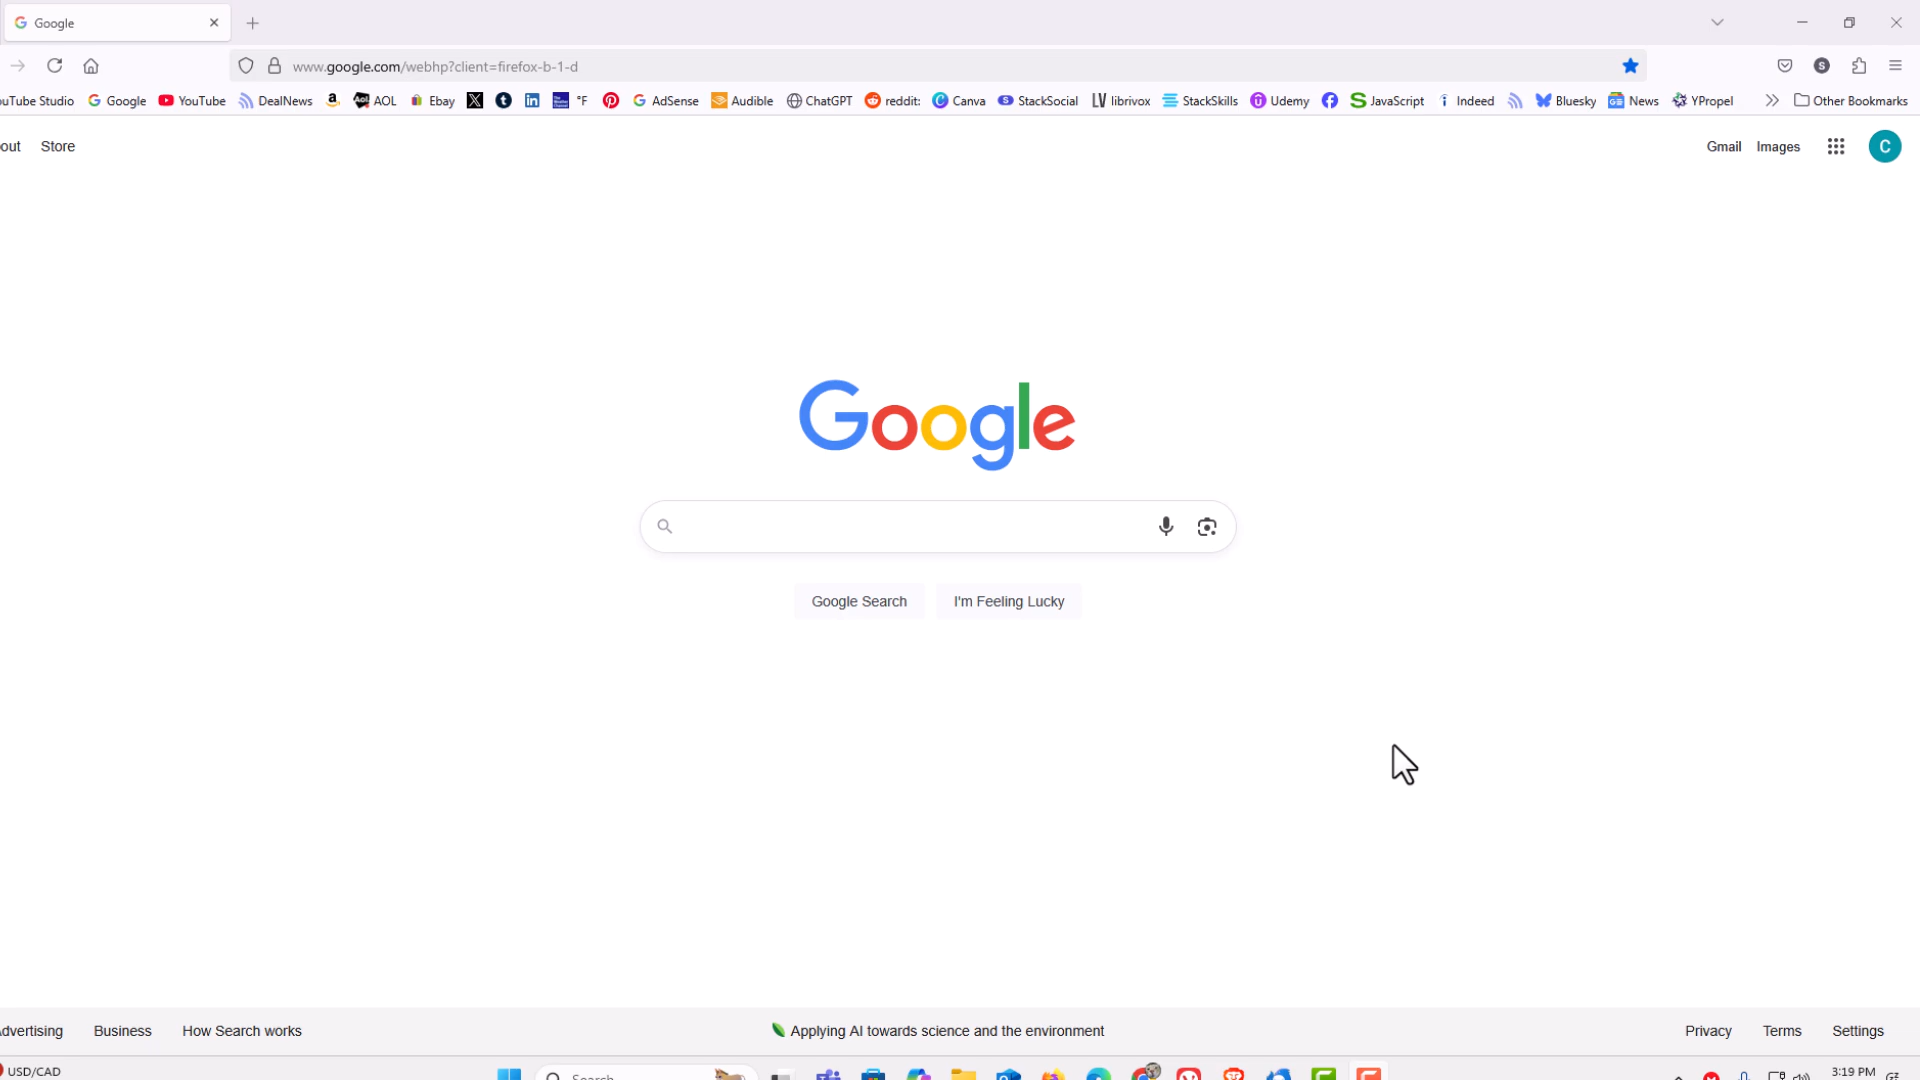 Google
www.google.com/webhp?client=firefox-b-1-d
ouTube Studio Google YouTube DealNews AOL Ebay °F AdSense Audible ChatGPT reddit: Canva StackSocial LV librivox StackSkills Udemy JavaScript Indeed Bluesky News YPropel Other Bookmarks
out Store Gmail Images C
Google
Google Search I'm Feeling Lucky
dvertising Business How Search works Applying AI towards science and the environment Privacy Terms Settings
USD/CAD Search 3:19 PM